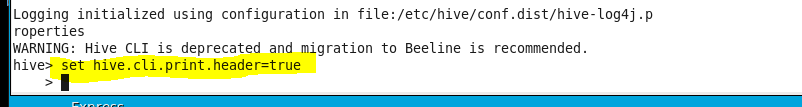 Logging initialized using configuration in file:/etc/hive/conf.dist/hive-log4j.p
roperties
WARNING: Hive CLI is deprecated and migration to Beeline is recommended.
hive> set hive.cli.print.header=true
    >
Express